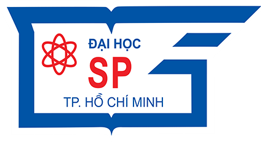 ĐẠI HỌC
SP
TP. HỒ CHÍ MINH